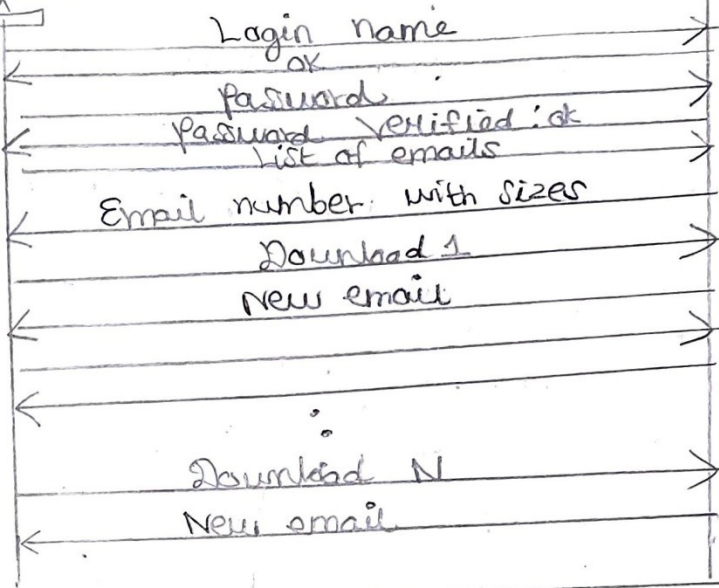 Login name
OK
password
password verified : ok
List of emails
Email number with sizes
Download 1
New email
Download N
New email